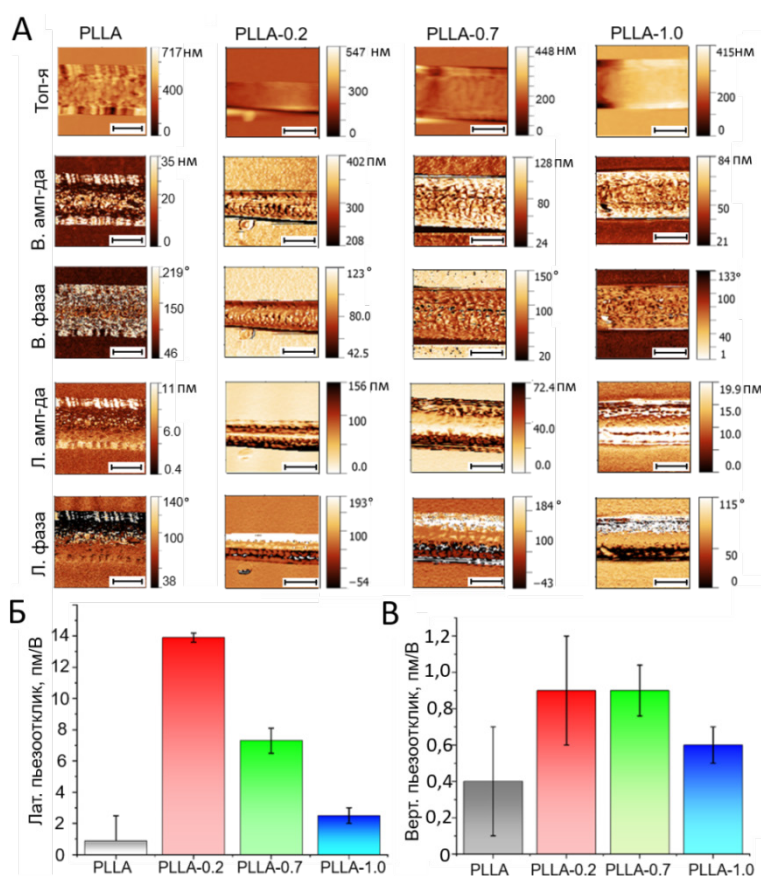 А
PLLA PLLA-0.2 PLLA-0.7 PLLA-1.0
Топ-я
717 нм
400
0
547 нм
300
0
448 нм
200
0
415 нм
200
0
В. амп-да
35 нм
20
0
402 пм
300
208
128 пм
80
24
84 пм
50
21
В. фаза
219°
150
46
123°
80.0
42.5
150°
100
20
133°
100
40
1
Л. амп-да
11 пм
6.0
0.4
156 пм
100
0.0
72.4 пм
40.0
0.0
19.9 пм
15.0
10.0
0.0
Л. фаза
140°
100
38
193°
100
−54
184°
100
−43
115°
50
0
Б
Лат. пьезоотклик, пм/В
14
12
10
8
6
4
2
0
PLLA PLLA-0.2 PLLA-0.7 PLLA-1.0
В
Верт. пьезоотклик, пм/В
1,2
1,0
0,8
0,6
0,4
0,2
0
PLLA PLLA-0.2 PLLA-0.7 PLLA-1.0